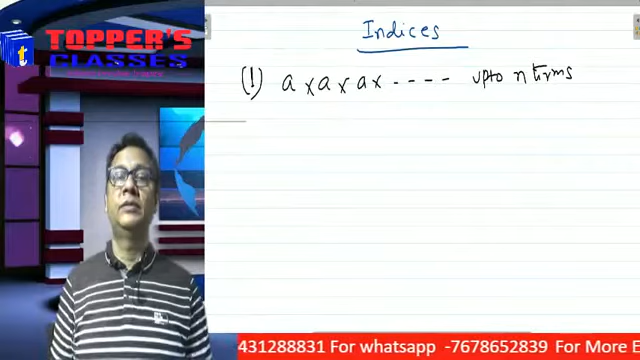 TOPPER'S
CLASSES
t
Indices
(1) a x a x a x ---- upto n terms
431288831 For whatsapp -7678652839 For More E